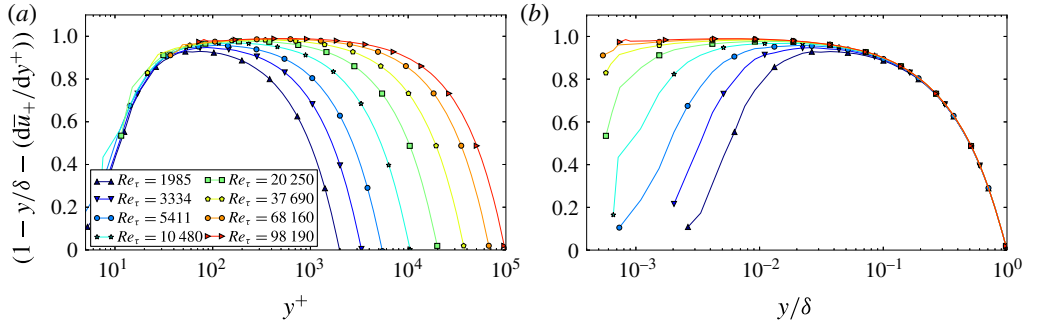 (a)
(b)
(1 − y/δ − (du̅₊/dy⁺))
1.0
0.8
0.6
0.4
0.2
0
Reτ = 1985
Reτ = 3334
Reτ = 5411
Reτ = 10 480
Reτ = 20 250
Reτ = 37 690
Reτ = 68 160
Reτ = 98 190
10¹ 10² 10³ 10⁴ 10⁵
y⁺
1.0
0.8
0.6
0.4
0.2
0
10⁻³ 10⁻² 10⁻¹ 10⁰
y/δ